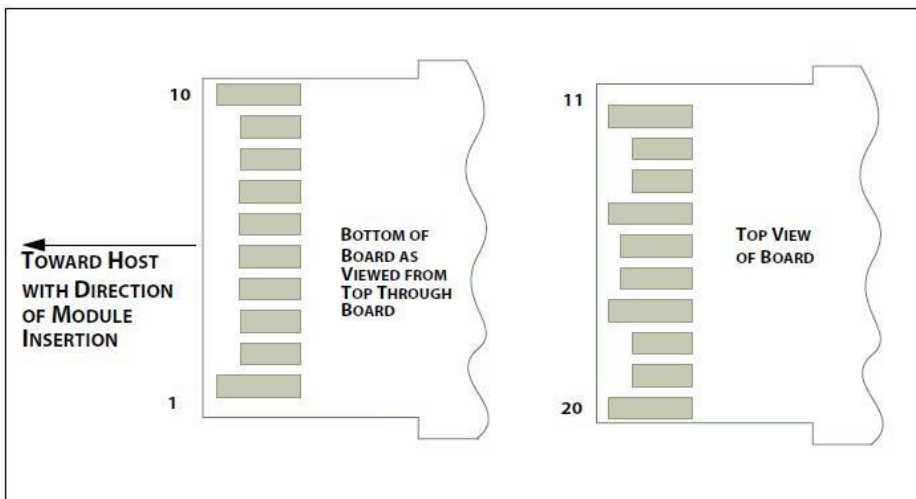 10
1
TOWARD HOST
WITH DIRECTION
OF MODULE
INSERTION
BOTTOM OF
BOARD AS
VIEWED FROM
TOP THROUGH
BOARD
11
20
TOP VIEW
OF BOARD